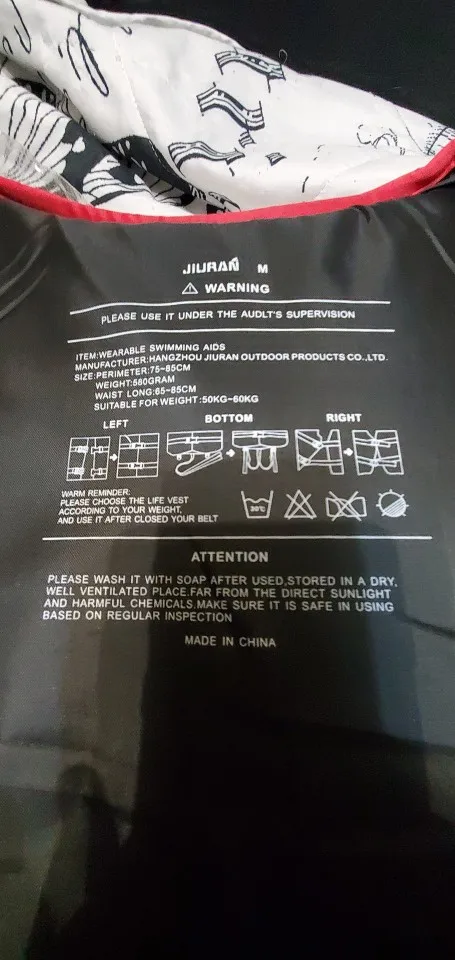 JIURAN M
⚠ WARNING
PLEASE USE IT UNDER THE AUDLT'S SUPERVISION
ITEM:WEARABLE SWIMMING AIDS
MANUFACTURER:HANGZHOU JIURAN OUTDOOR PRODUCTS CO.,LTD.
SIZE:PERIMETER:75-85CM
WEIGHT:580GRAM
WAIST LONG:65-85CM
SUITABLE FOR WEIGHT:50KG-60KG
LEFT BOTTOM RIGHT
WARM REMINDER:
PLEASE CHOOSE THE LIFE VEST
ACCORDING TO YOUR WEIGHT,
AND USE IT AFTER CLOSED YOUR BELT
30°C
ATTENTION
PLEASE WASH IT WITH SOAP AFTER USED,STORED IN A DRY,
WELL VENTILATED PLACE.FAR FROM THE DIRECT SUNLIGHT
AND HARMFUL CHEMICALS.MAKE SURE IT IS SAFE IN USING
BASED ON REGULAR INSPECTION
MADE IN CHINA